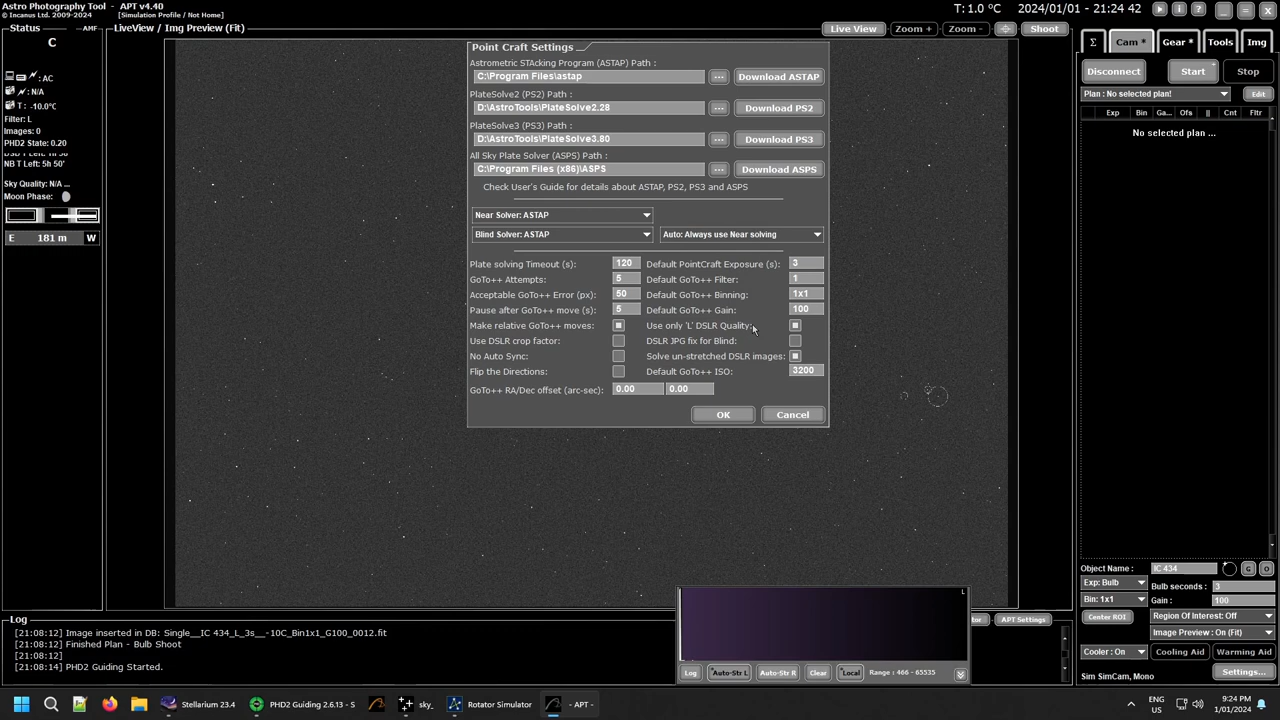 Astro Photography Tool - APT v4.40
© Incanus Ltd. 2009-2024
[Simulation Profile / Not Home]
T: 1.0 °C 2024/01/01 - 21:24 42
Status
AMF
C
: AC
: N/A
T : -10.0°C
Filter: L
Images: 0
PHD2 State: 0.20
NB T Left: 5h 50'
Sky Quality: N/A ...
Moon Phase:
E 181 m W
LiveView / Img Preview (Fit)
Live View
Zoom +
Zoom -
Shoot
Point Craft Settings
Astrometric STAcking Program (ASTAP) Path :
C:\Program Files\astap
...
Download ASTAP
PlateSolve2 (PS2) Path :
D:\AstroTools\PlateSolve2.28
...
Download PS2
PlateSolve3 (PS3) Path :
D:\AstroTools\PlateSolve3.80
...
Download PS3
All Sky Plate Solver (ASPS) Path :
C:\Program Files (x86)\ASPS
...
Download ASPS
Check User's Guide for details about ASTAP, PS2, PS3 and ASPS
Near Solver: ASTAP
Blind Solver: ASTAP
Auto: Always use Near solving
Plate solving Timeout (s): 120 Default PointCraft Exposure (s): 3
GoTo++ Attempts: 5 Default GoTo++ Filter: 1
Acceptable GoTo++ Error (px): 50 Default GoTo++ Binning: 1x1
Pause after GoTo++ move (s): 5 Default GoTo++ Gain: 100
Make relative GoTo++ moves: Use only 'L' DSLR Quality:
Use DSLR crop factor: DSLR JPG fix for Blind:
No Auto Sync: Solve un-stretched DSLR images:
Flip the Directions: Default GoTo++ ISO: 3200
GoTo++ RA/Dec offset (arc-sec): 0.00 0.00
OK
Cancel
Σ
Cam *
Gear *
Tools
Img
Disconnect
Start +
Stop
Plan : No selected plan!
Edit
Exp Bin Ga... Ofs || Cnt Fltr
No selected plan ...
Object Name : IC 434 G O
Exp: Bulb Bulb seconds : 3
Bin: 1x1 Gain : 100
Center ROI Region Of Interest: Off
Image Preview : On (Fit)
Cooler : On Cooling Aid Warming Aid
Sim SimCam, Mono Settings...
Log
[21:08:12] Image inserted in DB: Single__IC 434_L_3s__-10C_Bin1x1_G100_0012.fit
[21:08:12] Finished Plan - Bulb Shoot
[21:08:12]
[21:08:14] PHD2 Guiding Started.
L
Log
Auto-Str L
Auto-Str R
Clear
Local
Range : 466 - 65535
APT Settings
Stellarium 23.4
PHD2 Guiding 2.6.13 - S
sky_
Rotator Simulator
- APT -
ENG
US
9:24 PM
1/01/2024